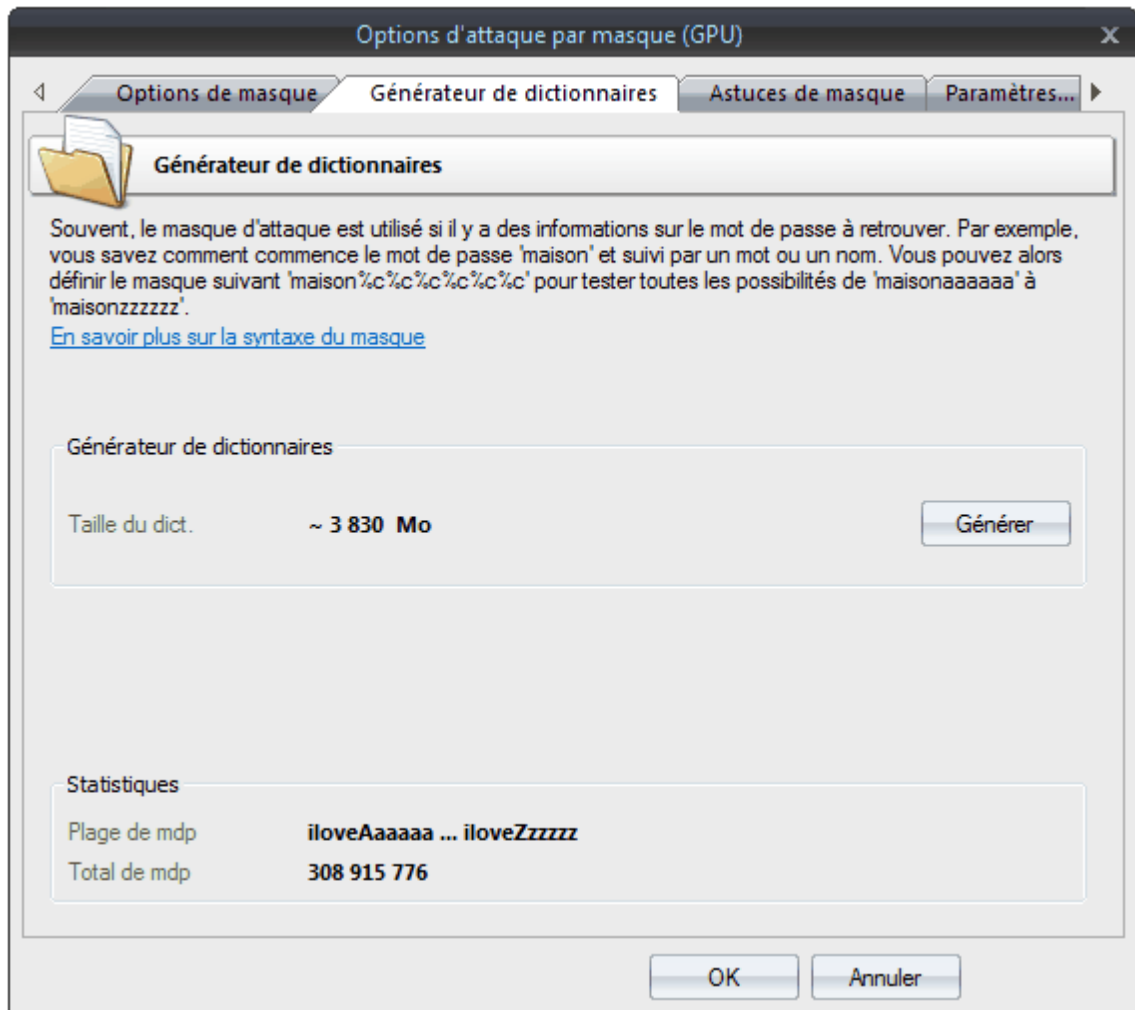 Options d'attaque par masque (GPU)
Options de masque
Générateur de dictionnaires
Astuces de masque
Paramètres...
Générateur de dictionnaires
Souvent, le masque d'attaque est utilisé si il y a des infomations sur le mot de passe à retrouver. Par exemple,
vous savez comment commence le mot de passe 'maison' et suivi par un mot ou un nom. Vous pouvez alors
définir le masque suivant 'maison%c%c%c%c%c%c' pour tester toutes les possibilités de 'maisonaaaaaa' à
'maisonzzzzzz'.
En savoir plus sur la syntaxe du masque
Générateur de dictionnaires
Taille du dict. ~ 3 830 Mo
Générer
Statistiques
Plage de mdp iloveAaaaaa ... iloveZzzzzz
Total de mdp 308 915 776
OK
Annuler